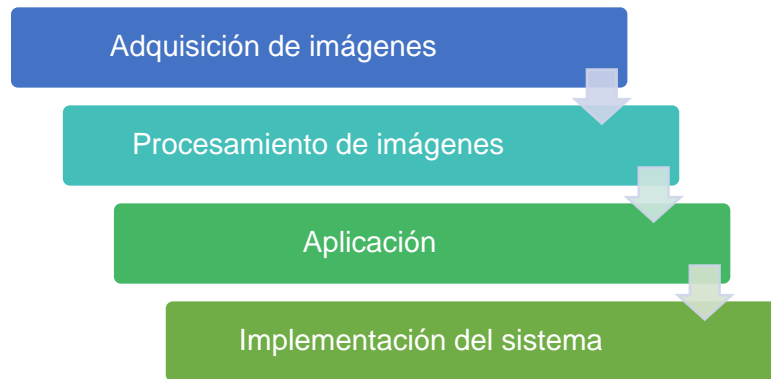 Adquisición de imágenes
Procesamiento de imágenes
Aplicación
Implementación del sistema